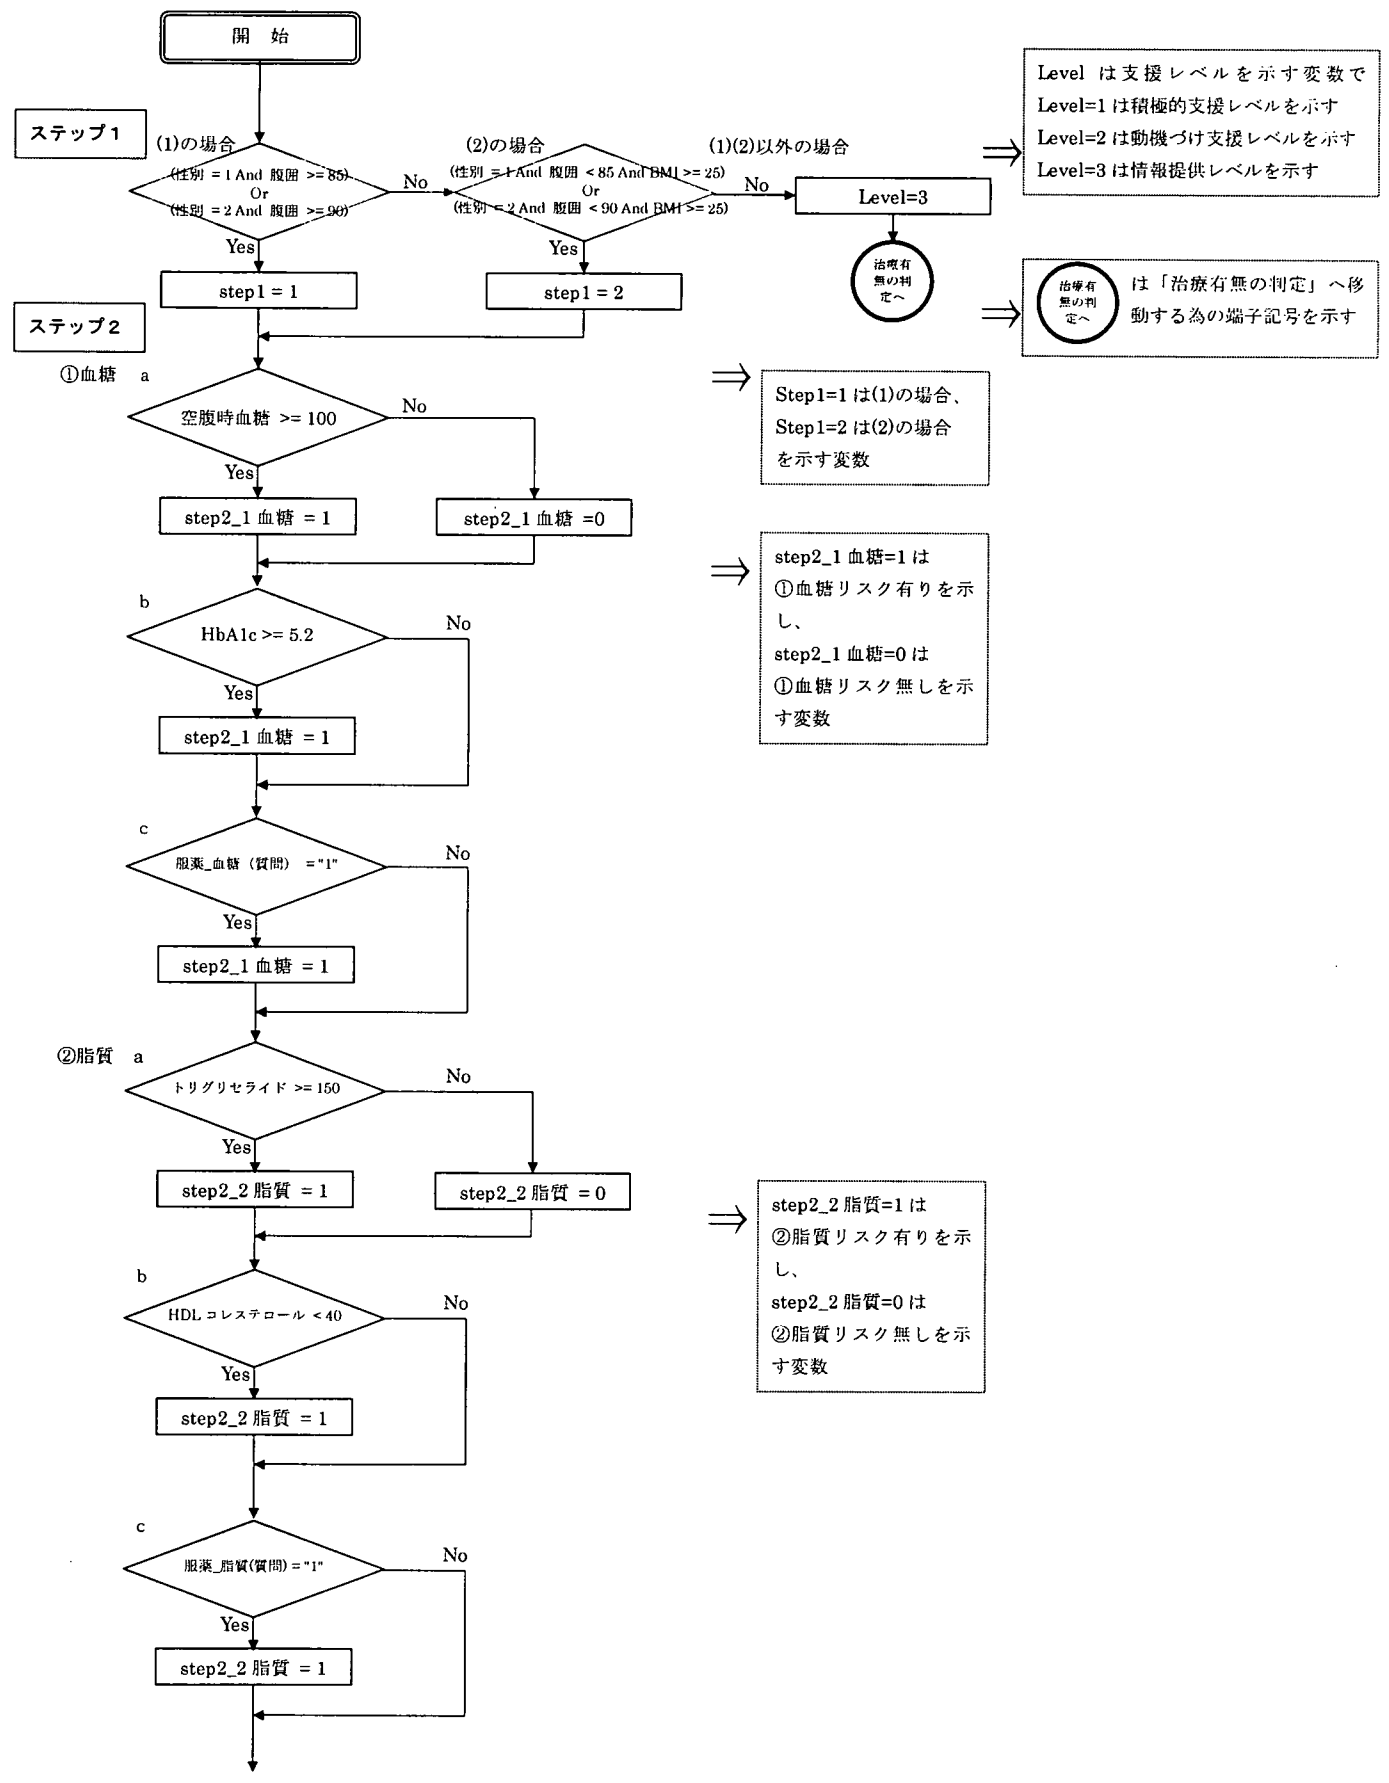 開 始
ステップ1
(1)の場合
(性別 = 1 And 腹囲 >= 85)
Or
(性別 = 2 And 腹囲 >= 90)
No
Yes
(2)の場合
(性別 = 1 And 腹囲 < 85 And BMI >= 25)
Or
(性別 = 2 And 腹囲 < 90 And BMI >= 25)
No
Yes
(1)(2)以外の場合
Level=3
治療有
無の判
定へ
Level は支援レベルを示す変数で
Level=1 は積極的支援レベルを示す
Level=2 は動機づけ支援レベルを示す
Level=3 は情報提供レベルを示す
step1 = 1
step1 = 2
治療有
無の判
定へ
は「治療有無の判定」へ移
動する為の端子記号を示す
ステップ2
①血糖 a
空腹時血糖 >= 100
No
Yes
step2_1 血糖 = 1
step2_1 血糖 =0
Step1=1 は(1)の場合、
Step1=2 は(2)の場合
を示す変数
b
HbA1c >= 5.2
No
Yes
step2_1 血糖 = 1
step2_1 血糖=1 は
①血糖リスク有りを示
し、
step2_1 血糖=0 は
①血糖リスク無しを示
す変数
c
服薬_血糖（質問） ="1"
No
Yes
step2_1 血糖 = 1
②脂質 a
トリグリセライド >= 150
No
Yes
step2_2 脂質 = 1
step2_2 脂質 = 0
step2_2 脂質=1 は
②脂質リスク有りを示
し、
step2_2 脂質=0 は
②脂質リスク無しを示
す変数
b
HDL コレステロール < 40
No
Yes
step2_2 脂質 = 1
c
服薬_脂質(質問) = "1"
No
Yes
step2_2 脂質 = 1